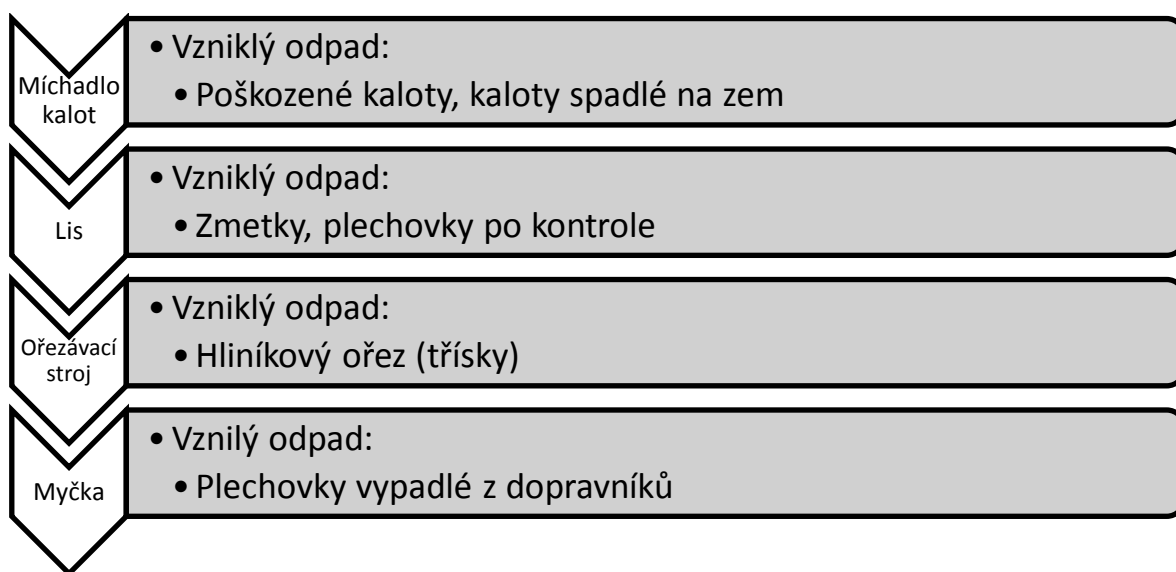 Míchadlo
kalot
• Vzniklý odpad:
• Poškozené kaloty, kaloty spadlé na zem
Lis
• Vzniklý odpad:
• Zmetky, plechovky po kontrole
Ořezávací
stroj
• Vzniklý odpad:
• Hliníkový ořez (třísky)
Myčka
• Vznilý odpad:
• Plechovky vypadlé z dopravníků